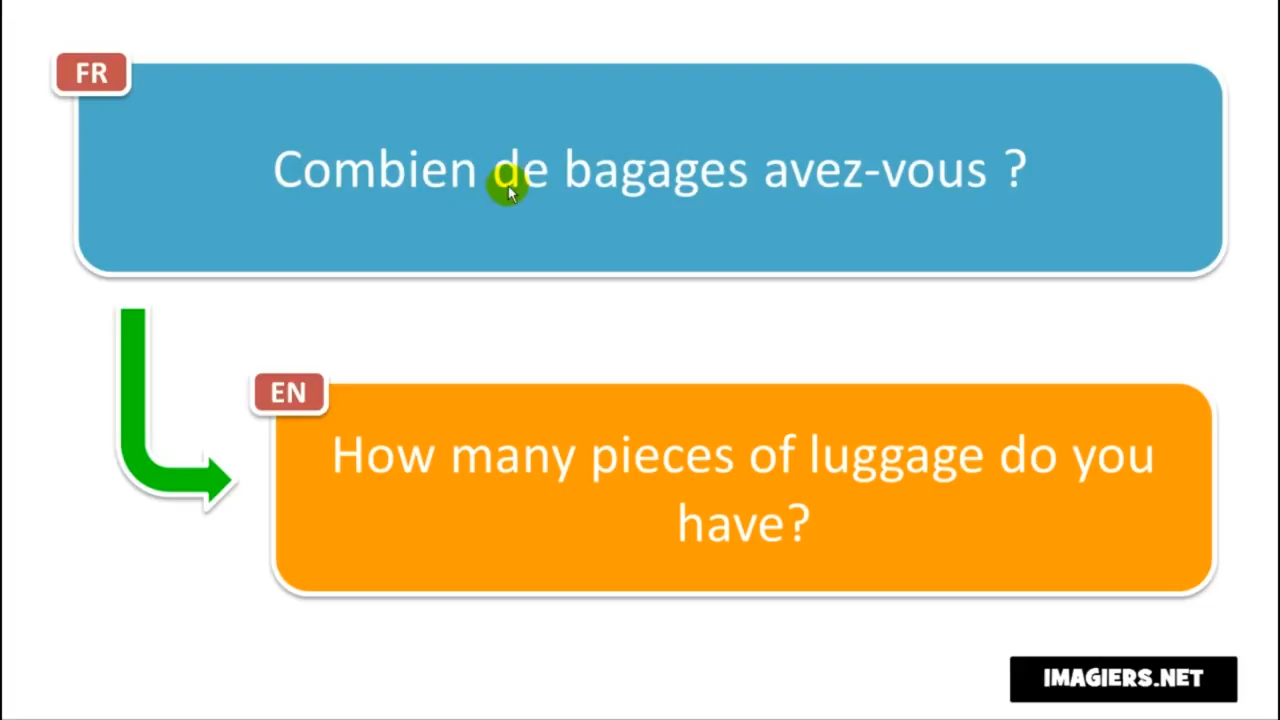 FR
Combien de bagages avez-vous ?
EN
How many pieces of luggage do you
have?
IMAGIERS.NET